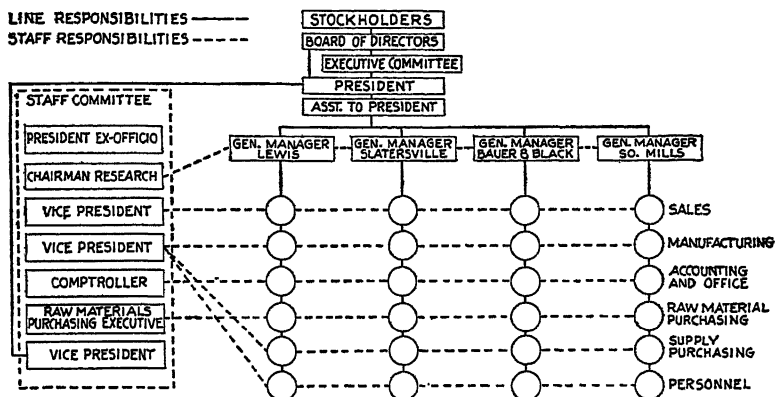 LINE RESPONSIBILITIES
STAFF RESPONSIBILITIES
STOCKHOLDERS
BOARD OF DIRECTORS
EXECUTIVE COMMITTEE
PRESIDENT
ASST. TO PRESIDENT
STAFF COMMITTEE
PRESIDENT EX-OFFICIO
CHAIRMAN RESEARCH
VICE PRESIDENT
VICE PRESIDENT
COMPTROLLER
RAW MATERIALS
PURCHASING EXECUTIVE
VICE PRESIDENT
GEN. MANAGER
LEWIS
GEN. MANAGER
SLATERSVILLE
GEN. MANAGER
BAUER & BLACK
GEN. MANAGER
SO. MILLS
SALES
MANUFACTURING
ACCOUNTING
AND OFFICE
RAW MATERIAL
PURCHASING
SUPPLY
PURCHASING
PERSONNEL